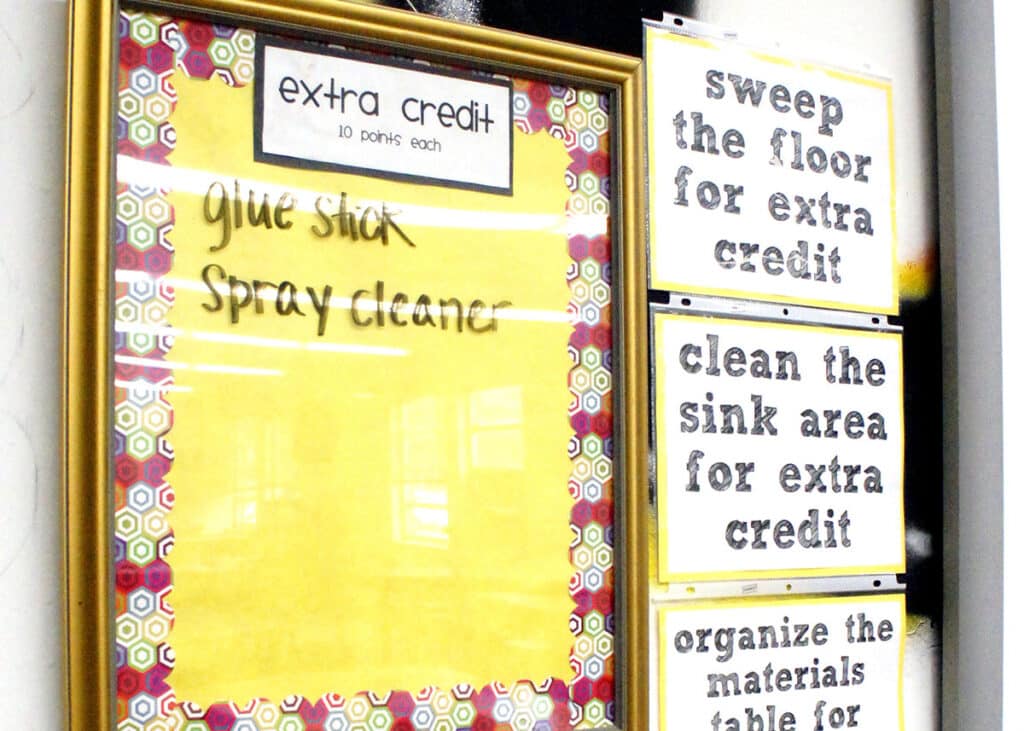 extra credit
10 points each
glue stick
spray cleaner
sweep
the floor
for extra
credit
clean the
sink area
for extra
credit
organize the
materials
table for